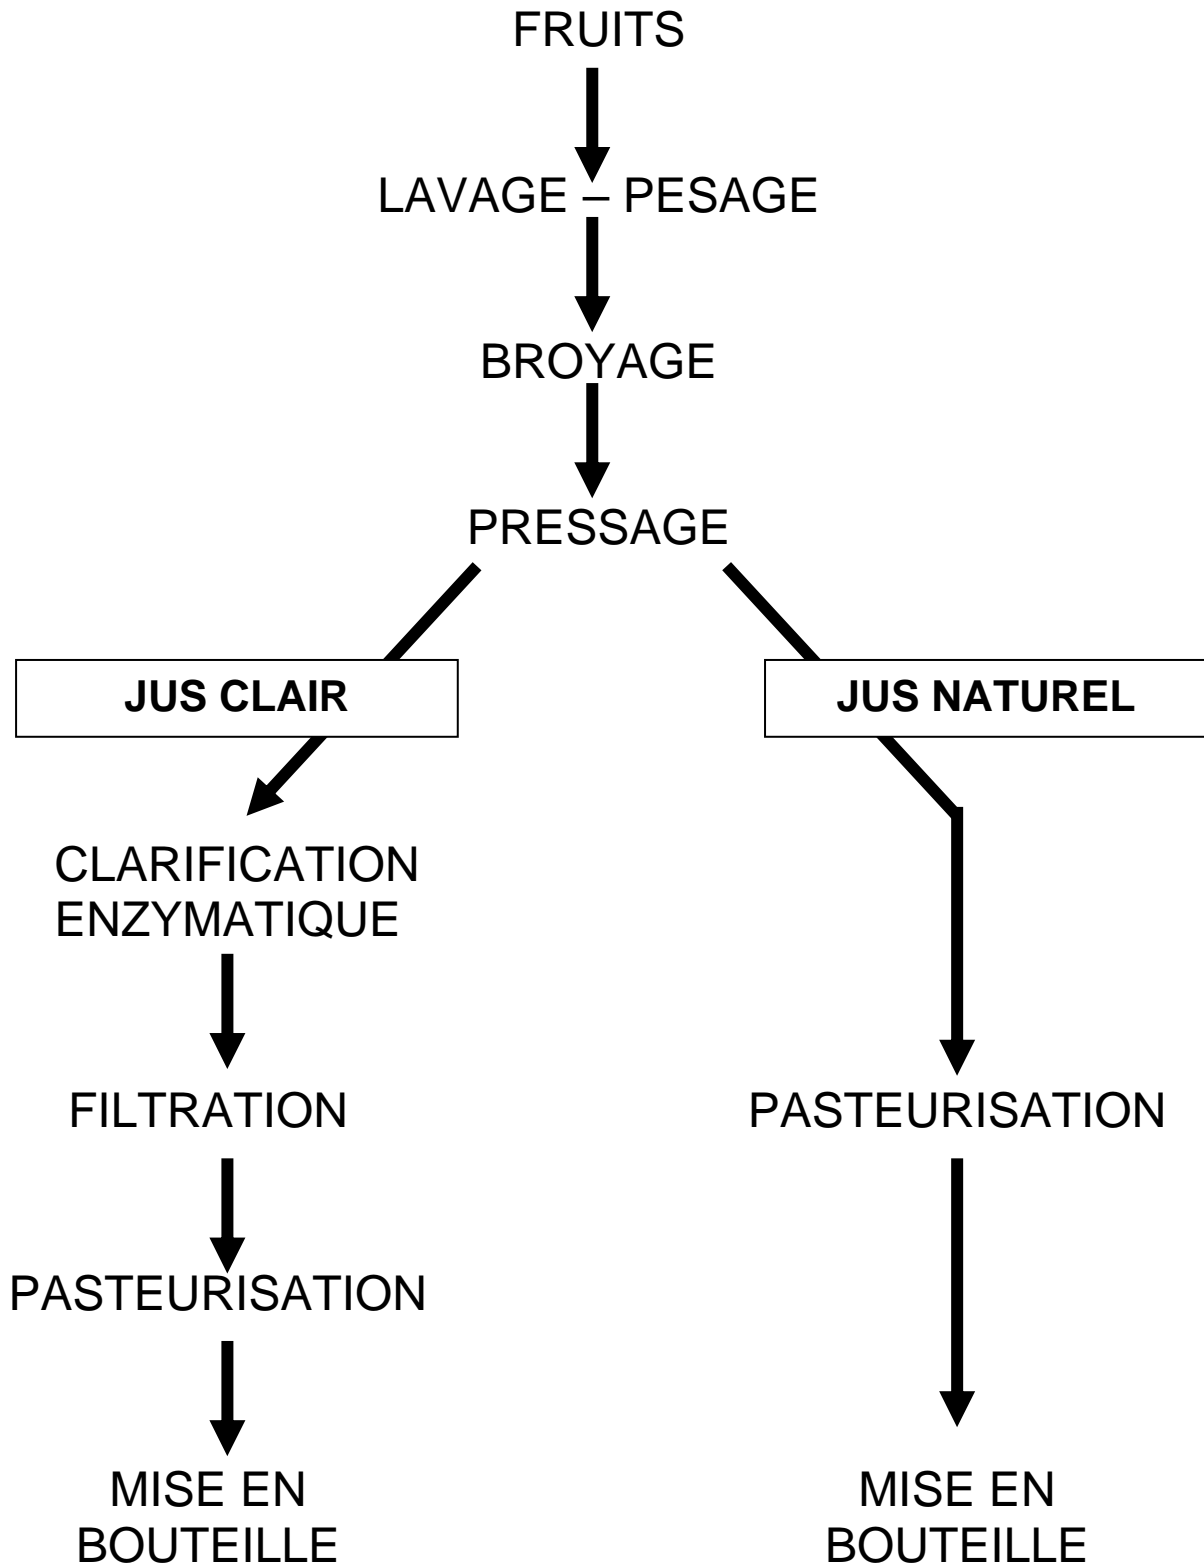 FRUITS
LAVAGE – PESAGE
BROYAGE
PRESSAGE
JUS CLAIR
JUS NATUREL
CLARIFICATION
ENZYMATIQUE
FILTRATION
PASTEURISATION
PASTEURISATION
MISE EN
BOUTEILLE
MISE EN
BOUTEILLE